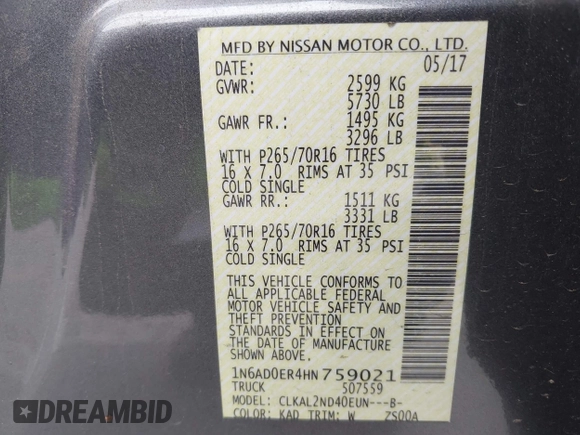 MFD BY NISSAN MOTOR CO., LTD.
DATE: 05/17
GVWR: 2599 KG
5730 LB
GAWR FR.: 1495 KG
3296 LB
WITH P265/70R16 TIRES
16 X 7.0 RIMS AT 35 PSI
COLD SINGLE
GAWR RR.: 1511 KG
3331 LB
WITH P265/70R16 TIRES
16 X 7.0 RIMS AT 35 PSI
COLD SINGLE
THIS VEHICLE CONFORMS TO
ALL APPLICABLE FEDERAL
MOTOR VEHICLE SAFETY AND
THEFT PREVENTION
STANDARDS IN EFFECT ON
THE DATE OF MANUFACTURE
SHOWN ABOVE.
1N6AD0ER4HN759021
TRUCK 507559
MODEL: CLKAL2ND40EUN---B-
COLOR: KAD TRIM: W ZS00A
EPIC.VIN